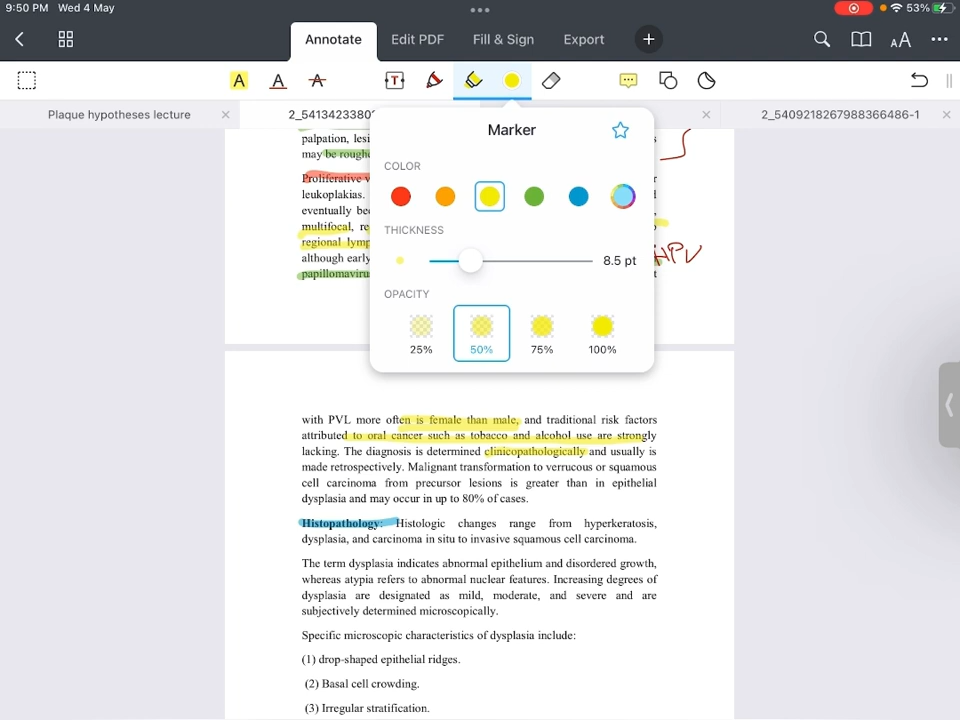 9:50 PM Wed 4 May
53%
Annotate
Edit PDF
Fill & Sign
Export
Plaque hypotheses lecture
2_5413423380
2_5409218267988366486-1
palpation, lesi
may be roughe
Proliferative v
leukoplakias.
eventually bec
multifocal, re
regional lymp
although early
papillomavirus
HPV
Marker
COLOR
THICKNESS
8.5 pt
OPACITY
25%
50%
75%
100%
with PVL more often is female than male, and traditional risk factors
attributed to oral cancer such as tobacco and alcohol use are strongly
lacking. The diagnosis is determined clinicopathologically and usually is
made retrospectively. Malignant transformation to verrucous or squamous
cell carcinoma from precursor lesions is greater than in epithelial
dysplasia and may occur in up to 80% of cases.
Histopathology: Histologic changes range from hyperkeratosis,
dysplasia, and carcinoma in situ to invasive squamous cell carcinoma.
The term dysplasia indicates abnormal epithelium and disordered growth,
whereas atypia refers to abnormal nuclear features. Increasing degrees of
dysplasia are designated as mild, moderate, and severe and are
subjectively determined microscopically.
Specific microscopic characteristics of dysplasia include:
(1) drop-shaped epithelial ridges.
(2) Basal cell crowding.
(3) Irregular stratification.